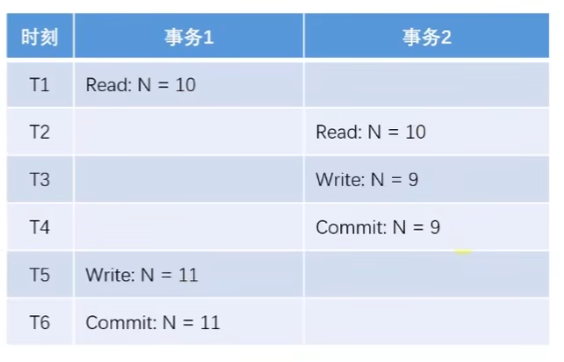 时刻 事务1 事务2
T1 Read: N = 10
T2 Read: N = 10
T3 Write: N = 9
T4 Commit: N = 9
T5 Write: N = 11
T6 Commit: N = 11